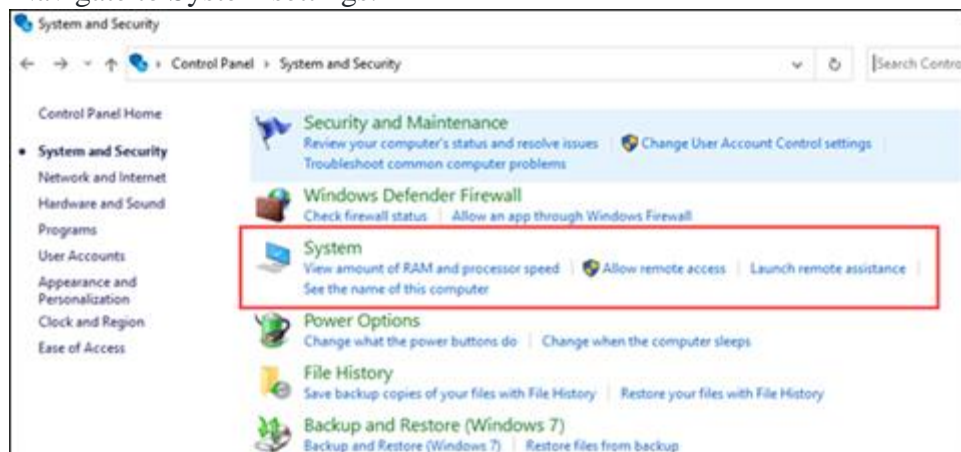 System and Security
Control Panel › System and Security
Search Contro
Control Panel Home
System and Security
Network and Internet
Hardware and Sound
Programs
User Accounts
Appearance and
Personalization
Clock and Region
Ease of Access
Security and Maintenance
Review your computer's status and resolve issues | Change User Account Control settings
Troubleshoot common computer problems
Windows Defender Firewall
Check firewall status | Allow an app through Windows Firewall
System
View amount of RAM and processor speed | Allow remote access | Launch remote assistance
See the name of this computer
Power Options
Change what the power buttons do | Change when the computer sleeps
File History
Save backup copies of your files with File History | Restore your files with File History
Backup and Restore (Windows 7)
Backup and Restore (Windows 7) | Restore files from backup